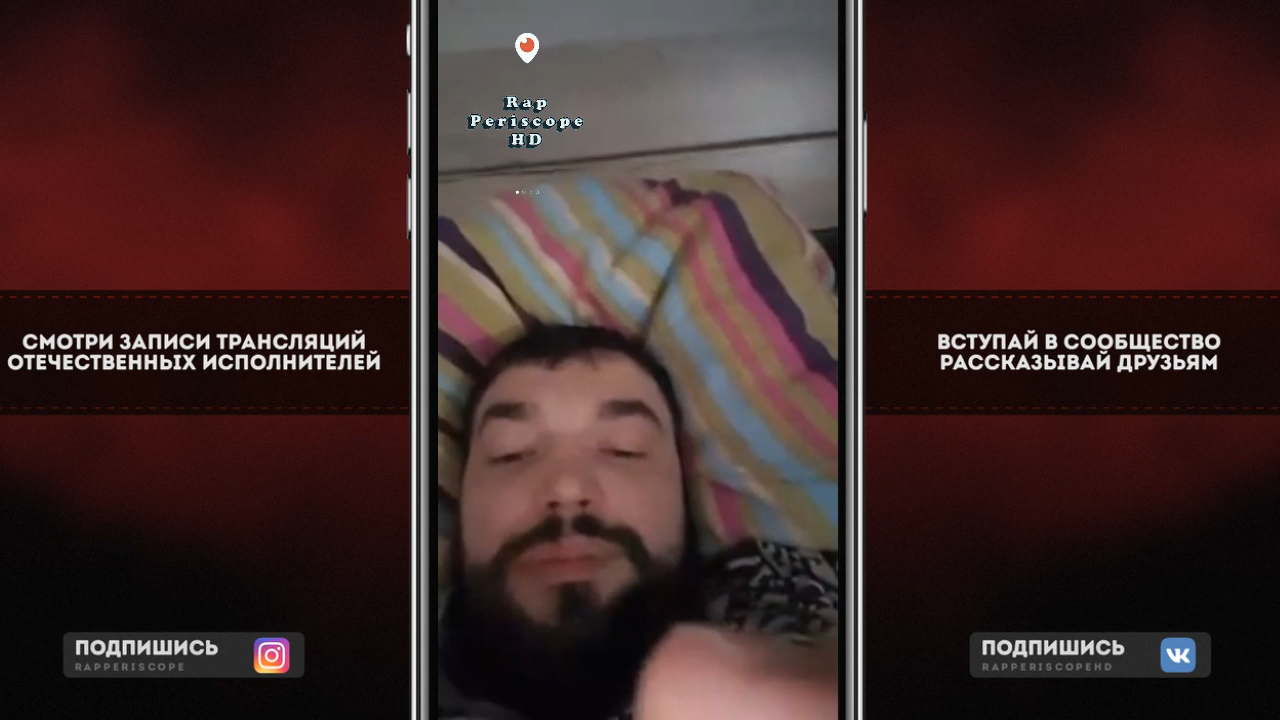 Rap
Periscope
HD
СМОТРИ ЗАПИСИ ТРАНСЛЯЦИЙ
ОТЕЧЕСТВЕННЫХ ИСПОЛНИТЕЛЕЙ
ВСТУПАЙ В СООБЩЕСТВО
РАССКАЗЫВАЙ ДРУЗЬЯМ
ПОДПИШИСЬ
RAPPERISCOPE
ПОДПИШИСЬ
RAPPERISCOPEHD